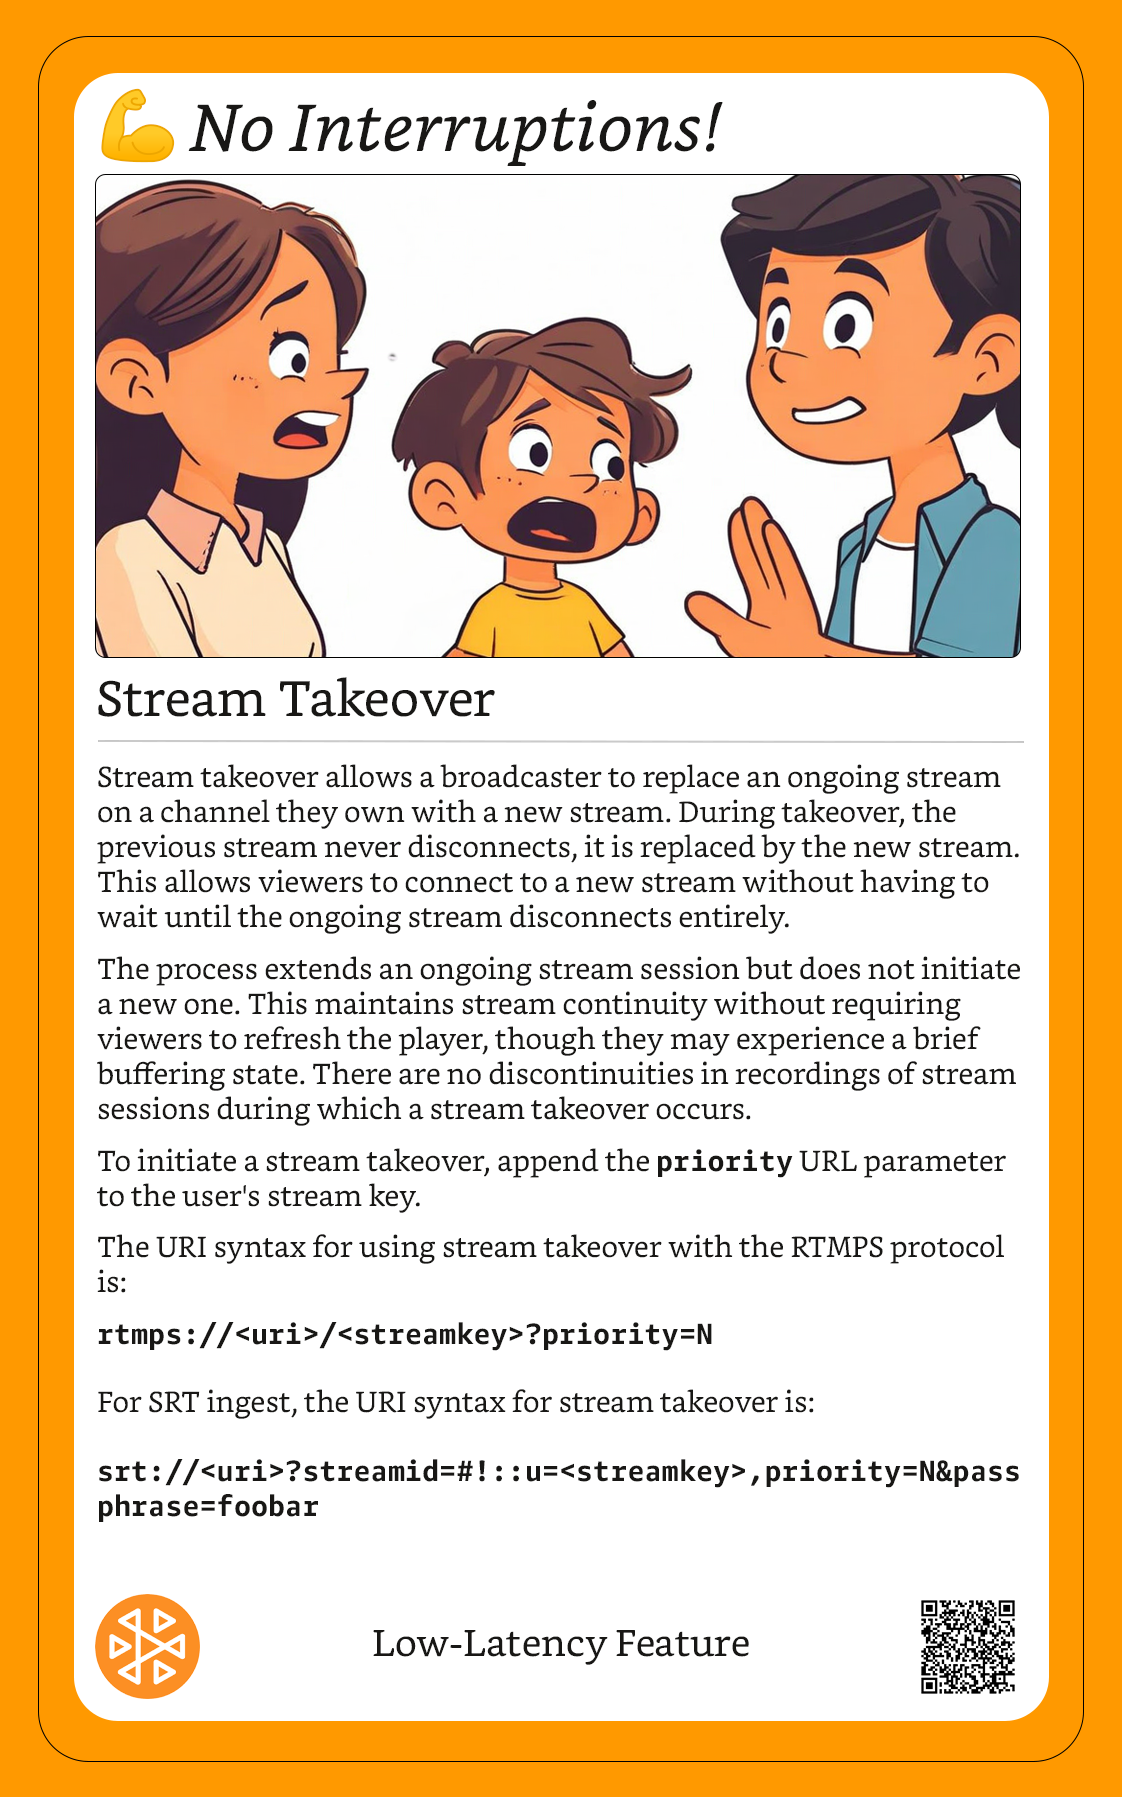 💪 No Interruptions!
Stream Takeover
Stream takeover allows a broadcaster to replace an ongoing stream
on a channel they own with a new stream. During takeover, the
previous stream never disconnects, it is replaced by the new stream.
This allows viewers to connect to a new stream without having to
wait until the ongoing stream disconnects entirely.
The process extends an ongoing stream session but does not initiate
a new one. This maintains stream continuity without requiring
viewers to refresh the player, though they may experience a brief
buffering state. There are no discontinuities in recordings of stream
sessions during which a stream takeover occurs.
To initiate a stream takeover, append the priority URL parameter
to the user's stream key.
The URI syntax for using stream takeover with the RTMPS protocol
is:
rtmps://<uri>/<streamkey>?priority=N
For SRT ingest, the URI syntax for stream takeover is:
srt://<uri>?streamid=#!::u=<streamkey>,priority=N&pass
phrase=foobar
Low-Latency Feature